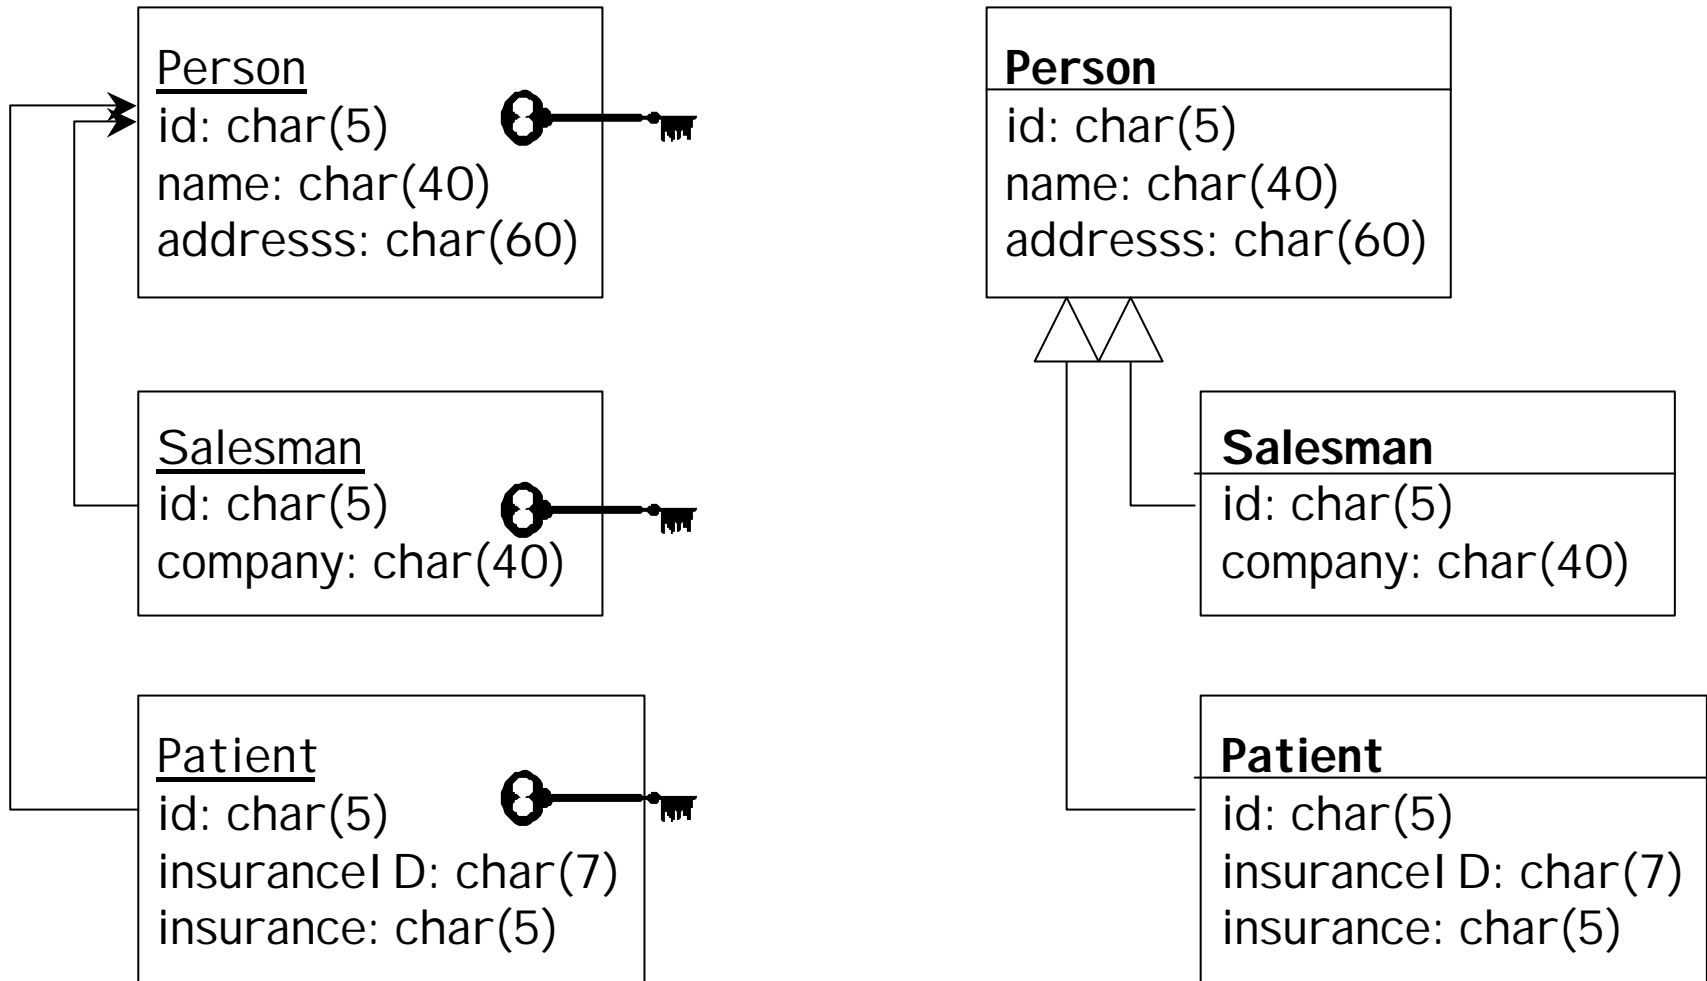 Person
id: char(5)
name: char(40)
addresss: char(60)
Salesman
id: char(5)
company: char(40)
Patient
id: char(5)
insuranceID: char(7)
insurance: char(5)
Person
id: char(5)
name: char(40)
addresss: char(60)
Salesman
id: char(5)
company: char(40)
Patient
id: char(5)
insuranceID: char(7)
insurance: char(5)